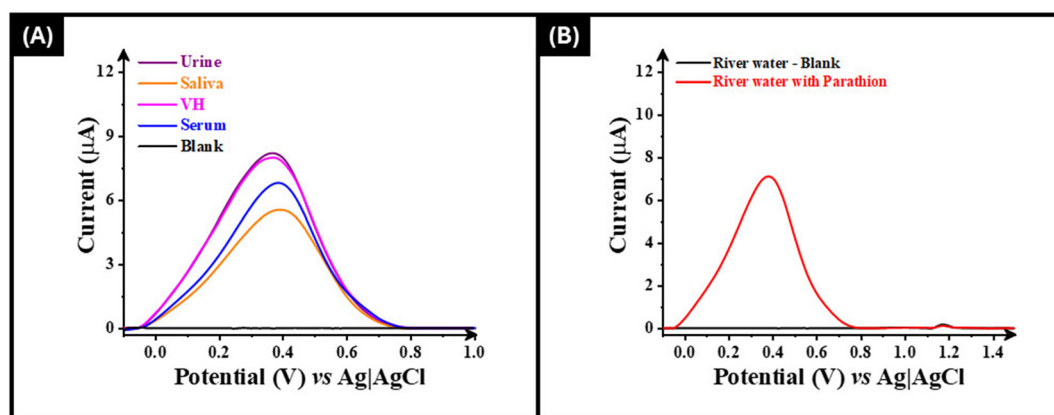 (A)
Urine
Saliva
VH
Serum
Blank
12
9
6
3
0
Current (µA)
0.0 0.2 0.4 0.6 0.8 1.0
Potential (V) vs Ag|AgCl
(B)
River water - Blank
River water with Parathion
12
10
8
6
4
2
0
Current (µA)
0.0 0.2 0.4 0.6 0.8 1.0 1.2 1.4
Potential (V) vs Ag|AgCl